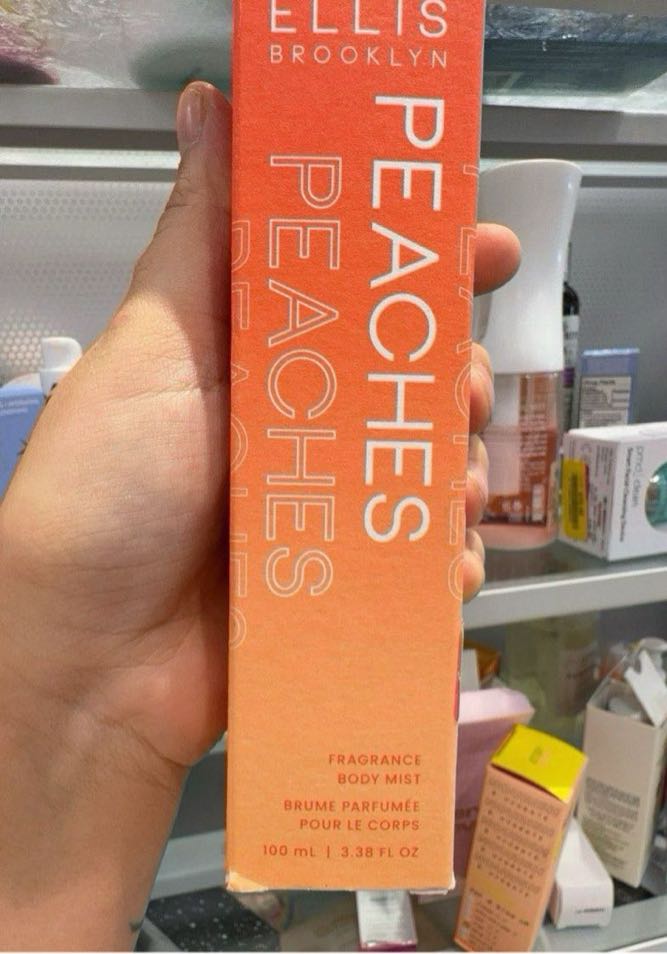 ELLIS
BROOKLYN
PEACHES
PEACHES
FRAGRANCE
BODY MIST
BRUME PARFUMÉE
POUR LE CORPS
100 mL | 3.38 FL OZ